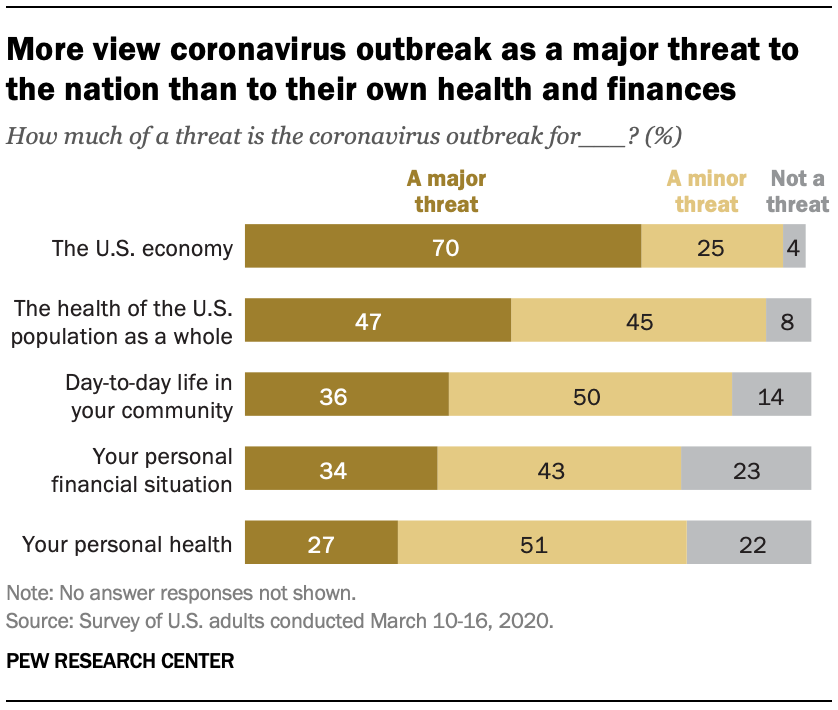 More view coronavirus outbreak as a major threat to
the nation than to their own health and finances
How much of a threat is the coronavirus outbreak for___? (%)
A major
threat
A minor
threat
Not a
threat
The U.S. economy
70
25
4
The health of the U.S.
population as a whole
47
45
8
Day-to-day life in
your community
36
50
14
Your personal
financial situation
34
43
23
Your personal health
27
51
22
Note: No answer responses not shown.
Source: Survey of U.S. adults conducted March 10-16, 2020.
PEW RESEARCH CENTER